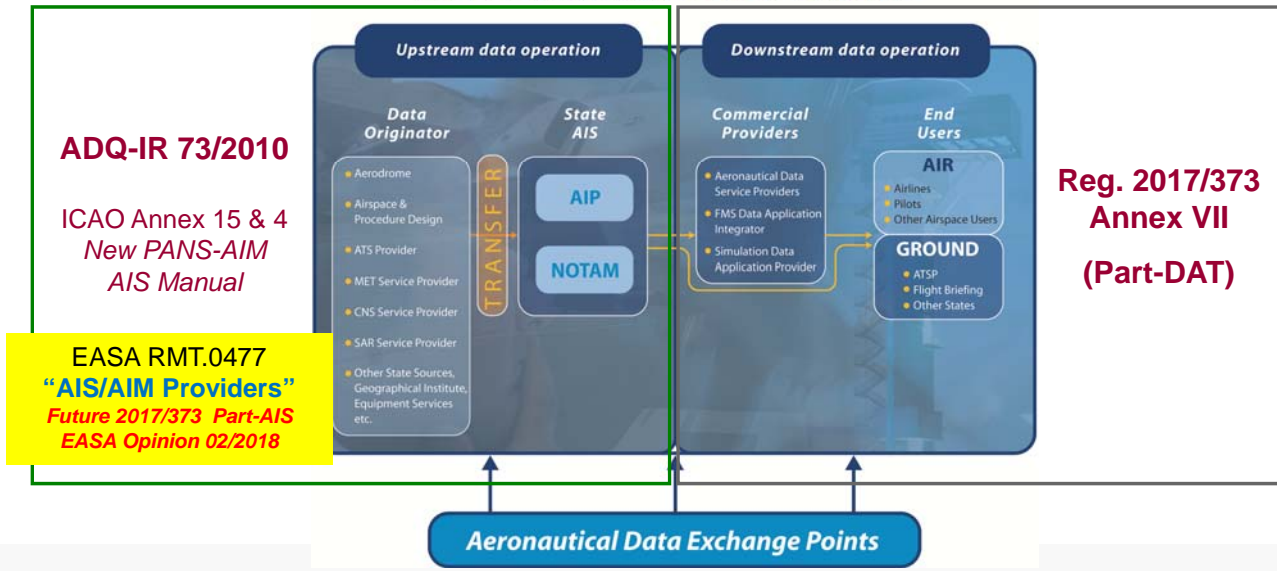 Upstream data operation
Downstream data operation
ADQ-IR 73/2010
ICAO Annex 15 & 4
New PANS-AIM
AIS Manual
EASA RMT.0477
“AIS/AIM Providers”
Future 2017/373 Part-AIS
EASA Opinion 02/2018
Data
Originator
Aerodrome
Airspace &
Procedure Design
ATS Provider
MET Service Provider
CNS Service Provider
SAR Service Provider
Other State Sources,
Geographical Institute,
Equipment Services
etc.
TRANSFER
State
AIS
AIP
NOTAM
Commercial
Providers
Aeronautical Data
Service Providers
FMS Data Application
Integrator
Simulation Data
Application Provider
End
Users
AIR
Airlines
Pilots
Other Airspace Users
GROUND
ATSP
Flight Briefing
Other States
Reg. 2017/373
Annex VII
(Part-DAT)
Aeronautical Data Exchange Points